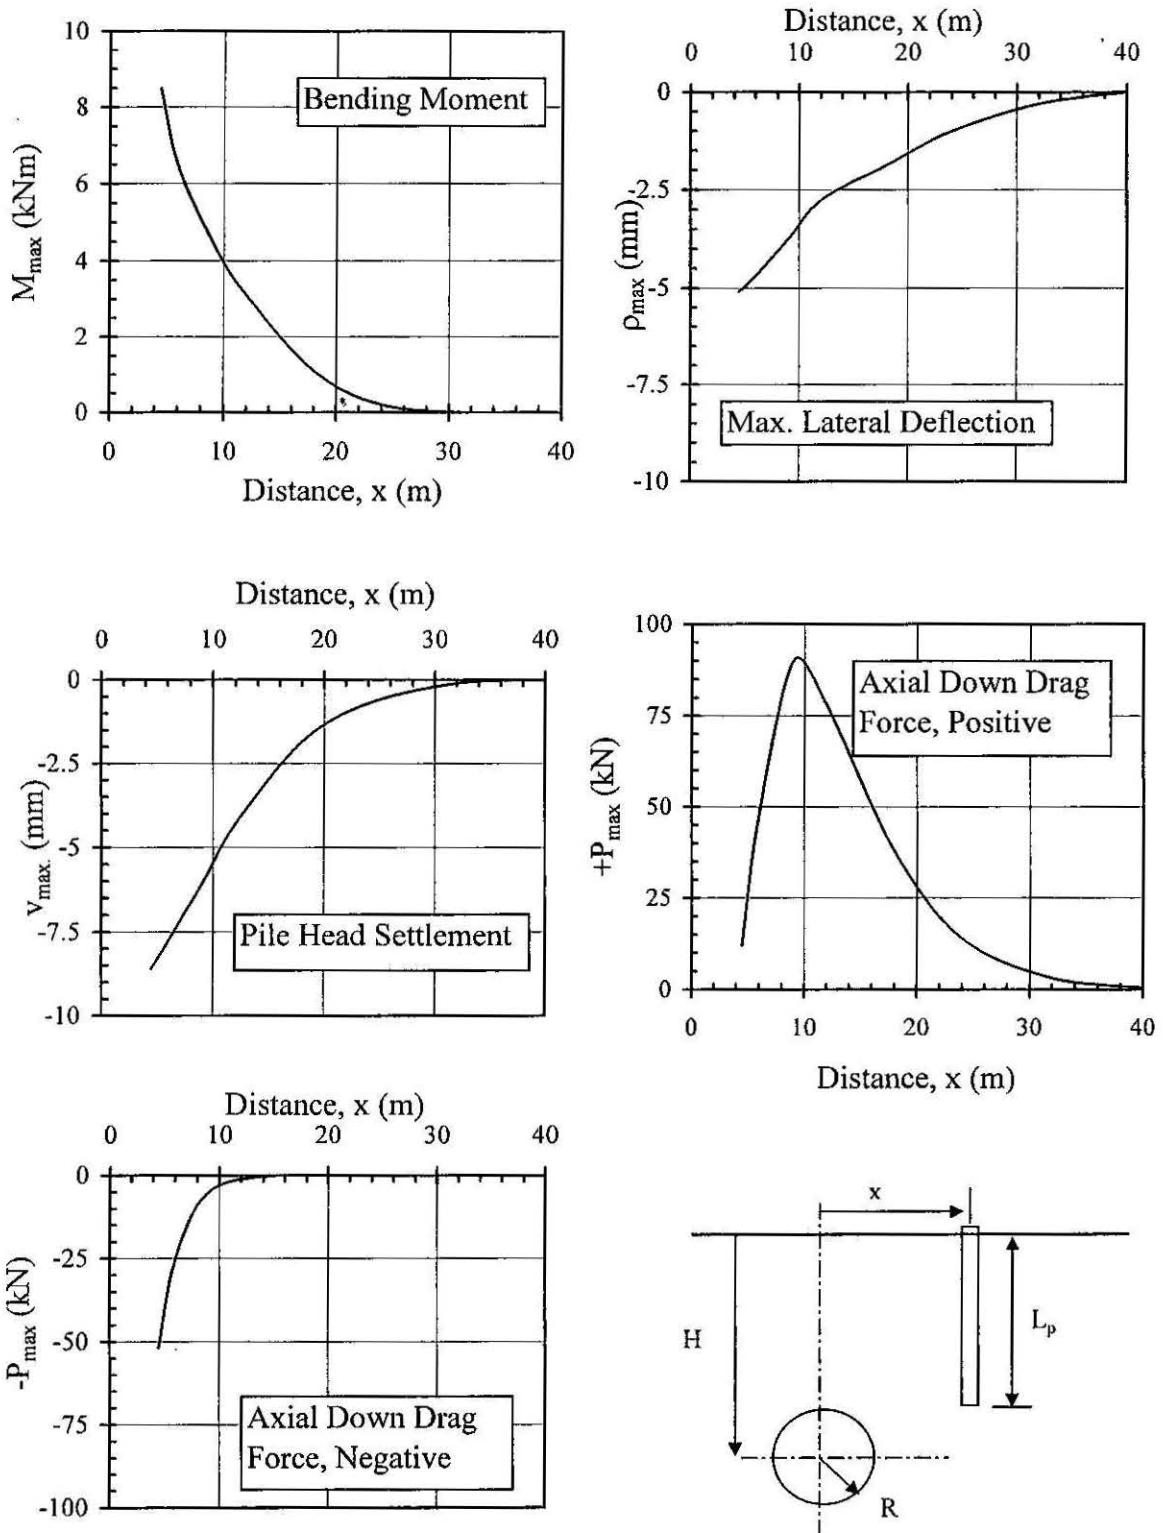 10
8
6
4
2
0
M_max (kNm)
Bending Moment
0 10 20 30 40
Distance, x (m)
Distance, x (m)
0 10 20 30 40
0
-2.5
-5
-7.5
-10
ρ_max (mm)
Max. Lateral Deflection
Distance, x (m)
0 10 20 30 40
0
-2.5
-5
-7.5
-10
v_max. (mm)
Pile Head Settlement
100
75
50
25
0
+P_max (kN)
Axial Down Drag
Force, Positive
0 10 20 30 40
Distance, x (m)
Distance, x (m)
0 10 20 30 40
0
-25
-50
-75
-100
-P_max (kN)
Axial Down Drag
Force, Negative
x
H
L_p
R